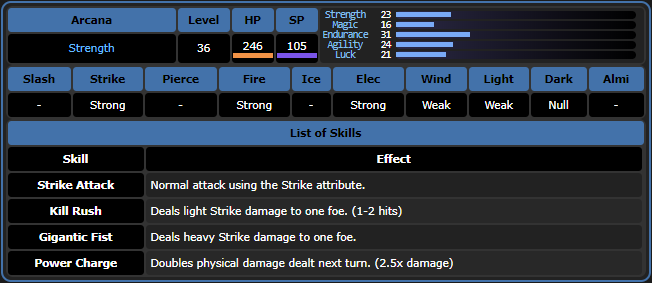 Arcana Level HP SP
Strength 36 246 105
Strength 23
Magic 16
Endurance 31
Agility 24
Luck 21
Slash Strike Pierce Fire Ice Elec Wind Light Dark Almi
- Strong - Strong - Strong Weak Weak Null -
List of Skills
Skill Effect
Strike Attack Normal attack using the Strike attribute.
Kill Rush Deals light Strike damage to one foe. (1-2 hits)
Gigantic Fist Deals heavy Strike damage to one foe.
Power Charge Doubles physical damage dealt next turn. (2.5x damage)